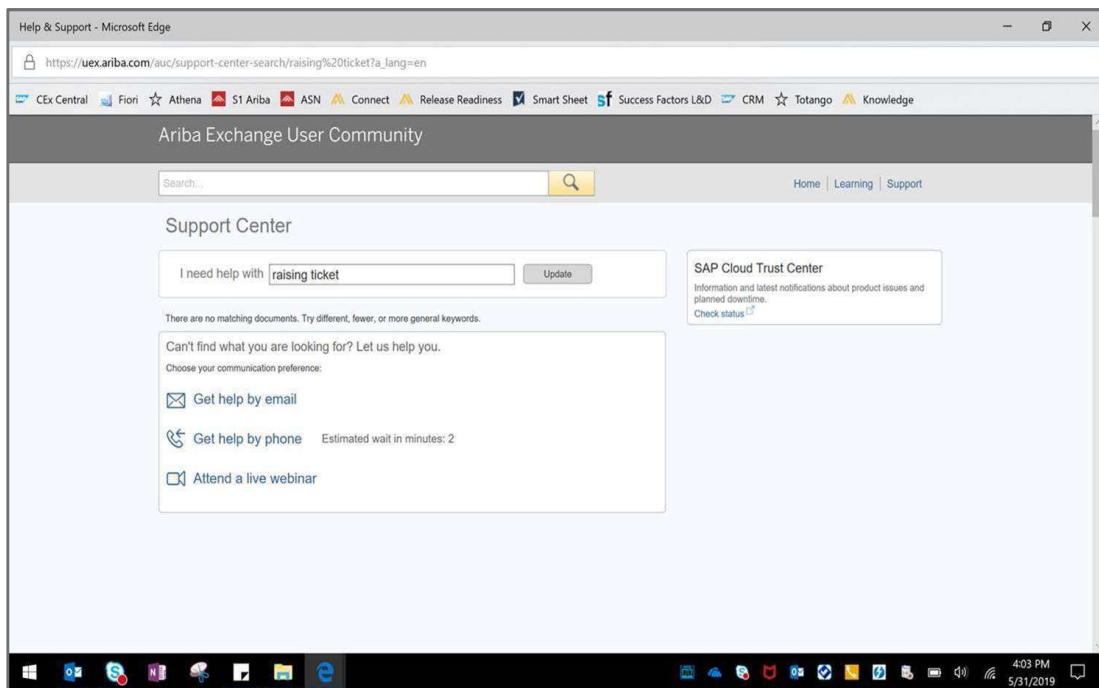 Help & Support - Microsoft Edge
https://uex.ariba.com/auc/support-center-search/raising%20ticket?a_lang=en
CEx Central Fiori Athena S1 Ariba ASN Connect Release Readiness Smart Sheet Sf Success Factors L&D CRM Totango Knowledge
Ariba Exchange User Community
Search...
Home | Learning | Support
Support Center
I need help with raising ticket Update
There are no matching documents. Try different, fewer, or more general keywords.
Can't find what you are looking for? Let us help you.
Choose your communication preference:
Get help by email
Get help by phone Estimated wait in minutes: 2
Attend a live webinar
SAP Cloud Trust Center
Information and latest notifications about product issues and
planned downtime.
Check status
4:03 PM
5/31/2019